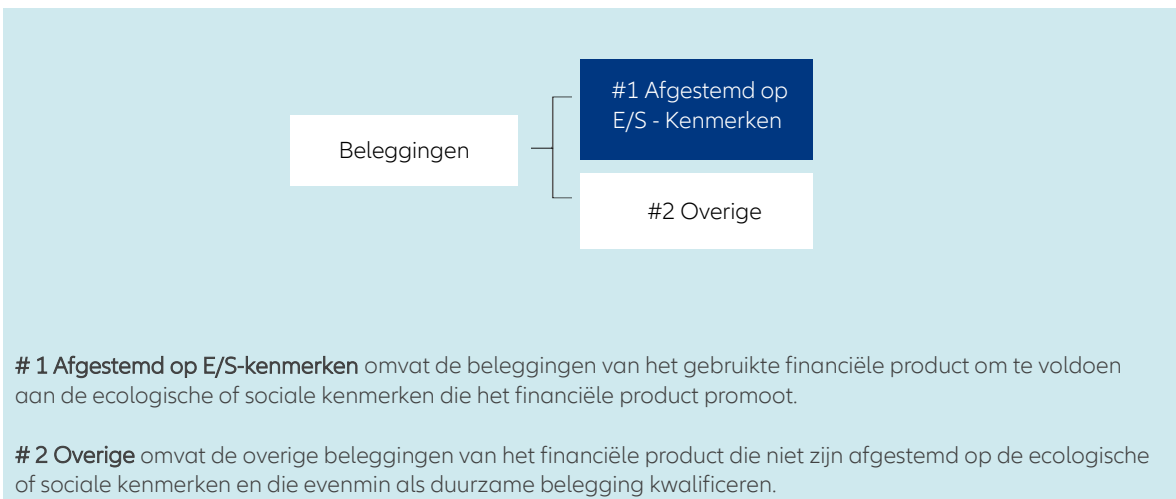 #1 Afgestemd op
E/S - Kenmerken
Beleggingen
#2 Overige
# 1 Afgestemd op E/S-kenmerken omvat de beleggingen van het gebruikte financiële product om te voldoen
aan de ecologische of sociale kenmerken die het financiële product promoot.
# 2 Overige omvat de overige beleggingen van het financiële product die niet zijn afgestemd op de ecologische
of sociale kenmerken en die evenmin als duurzame belegging kwalificeren.